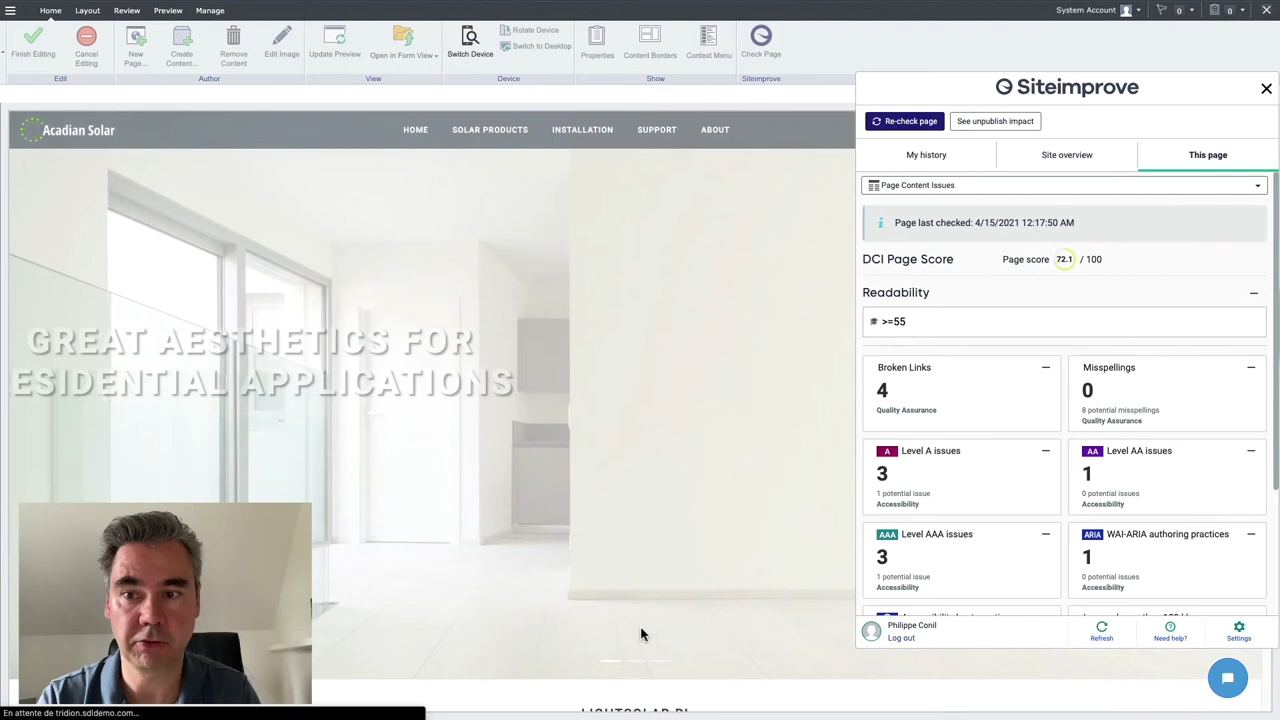 Home Layout Review Preview Manage
System Account 0 0
Finish Editing
Cancel Editing
New Page...
Create Content...
Remove Content
Edit Image
Update Preview
Open in Form View
Switch Device
Rotate Device
Switch to Desktop
Properties
Content Borders
Context Menu
Check Page
Edit Author View Device Show Siteimprove
Siteimprove
Re-check page See unpublish impact
Acadian Solar HOME SOLAR PRODUCTS INSTALLATION SUPPORT ABOUT
My history Site overview This page
Page Content Issues
Page last checked: 4/15/2021 12:17:50 AM
DCI Page Score Page score 72.1 / 100
Readability
>=55
GREAT AESTHETICS FOR
ESIDENTIAL APPLICATIONS
Broken Links
4
Quality Assurance
Misspellings
0
8 potential misspellings
Quality Assurance
A Level A issues
3
1 potential issue
Accessibility
AA Level AA issues
1
0 potential issues
Accessibility
AAA Level AAA issues
3
1 potential issue
Accessibility
ARIA WAI-ARIA authoring practices
1
0 potential issues
Accessibility
Philippe Conil
Log out
Refresh
Need help?
Settings
En attente de tridion.sdldemo.com...